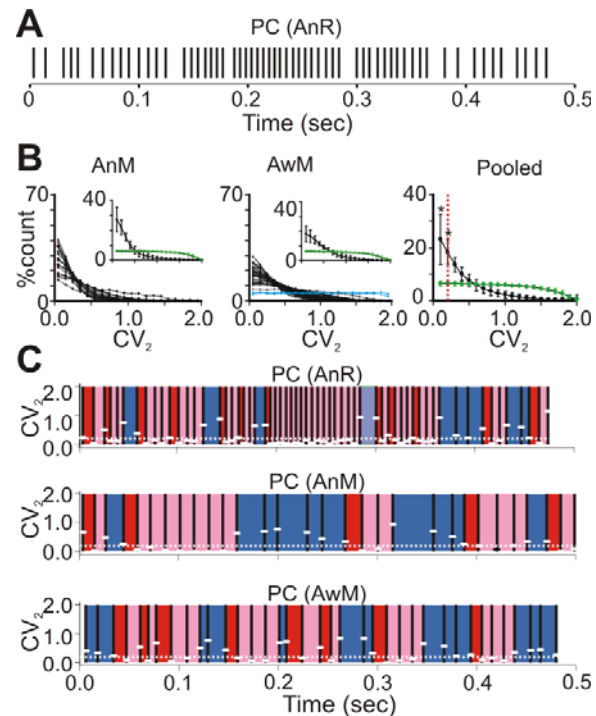 A
PC (AnR)
0 0.1 0.2 0.3 0.4 0.5
Time (sec)
B
AnM AwM Pooled
%count
70 0 40 0
70 0 40 0
60 40 20 0
0 1.0 2.0
0 1.0 2.0
0 1.0 2.0
* *
CV2 CV2 CV2
C
PC (AnR)
CV2
2.0
1.0
0.0
PC (AnM)
CV2
2.0
1.0
0.0
PC (AwM)
CV2
2.0
1.0
0.0
0.0 0.1 0.2 0.3 0.4 0.5
Time (sec)